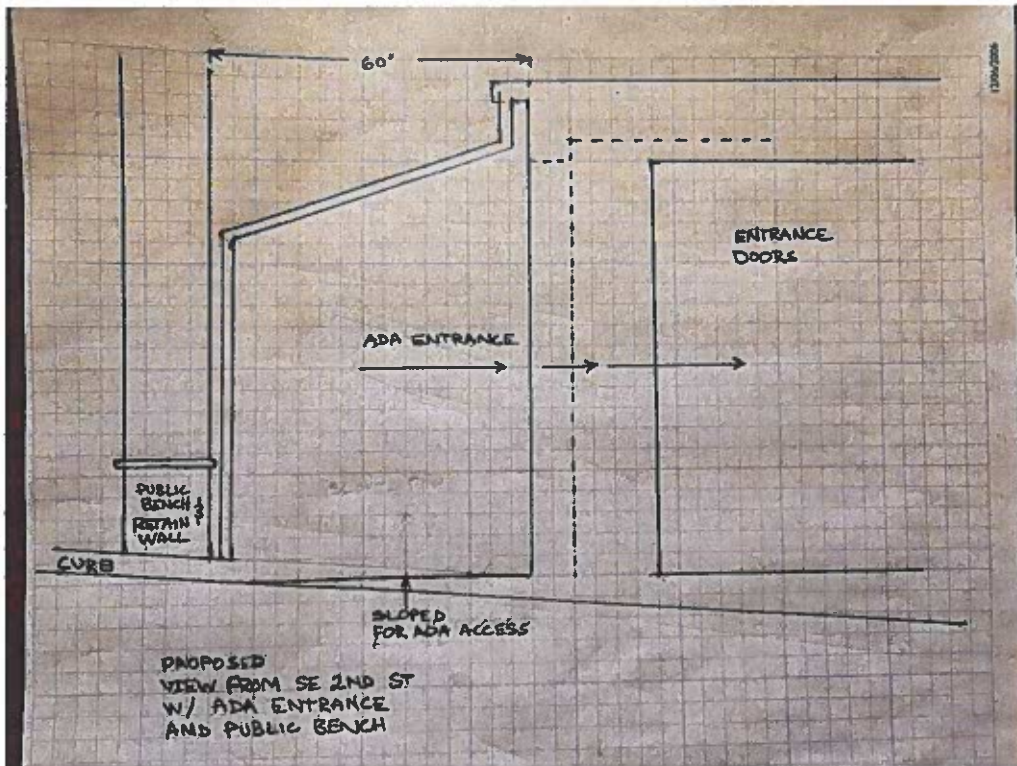 60"
ENTRANCE
DOORS
ADA ENTRANCE
PUBLIC
BENCH &
RETAIN
WALL
CURB
SLOPED
FOR ADA ACCESS
PROPOSED
VIEW FROM SE 2ND ST
W/ ADA ENTRANCE
AND PUBLIC BENCH